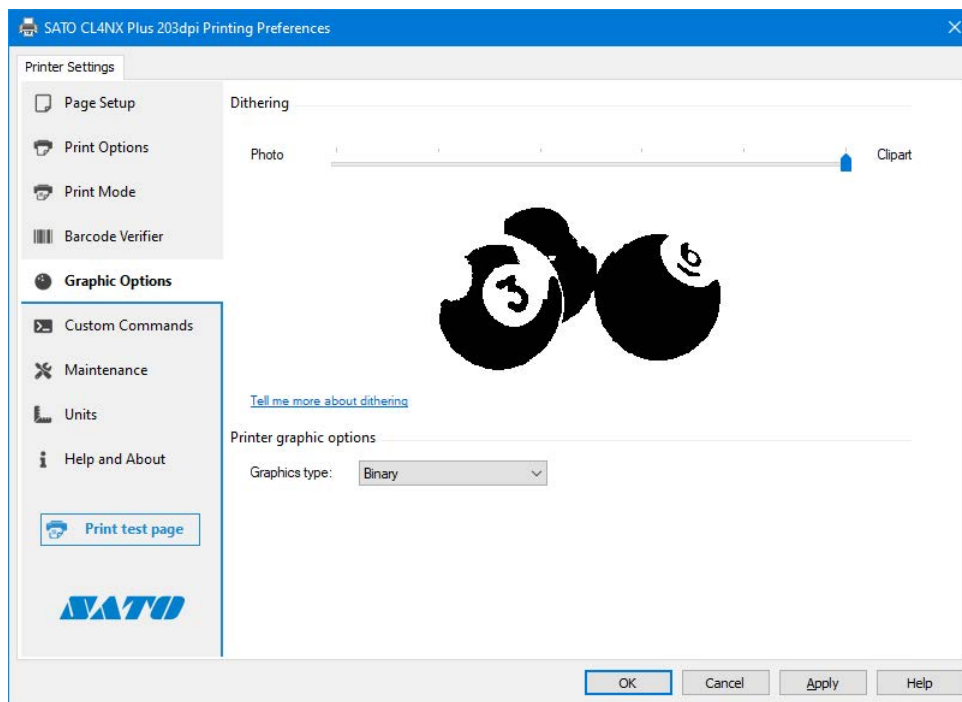 SATO CL4NX Plus 203dpi Printing Preferences
Printer Settings
Page Setup
Print Options
Print Mode
Barcode Verifier
Graphic Options
Custom Commands
Maintenance
Units
Help and About
Print test page
SATO
Dithering
Photo
Clipart
3
16
Tell me more about dithering
Printer graphic options
Graphics type:
Binary
OK
Cancel
Apply
Help